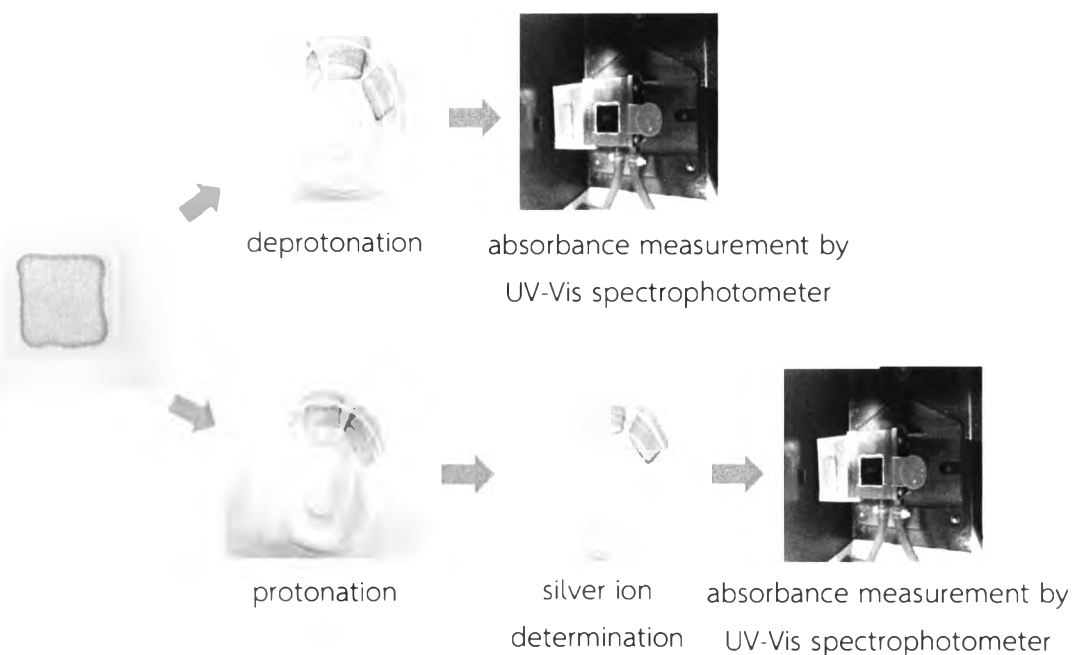 deprotonation
absorbance measurement by
UV-Vis spectrophotometer
protonation
silver ion
determination
absorbance measurement by
UV-Vis spectrophotometer